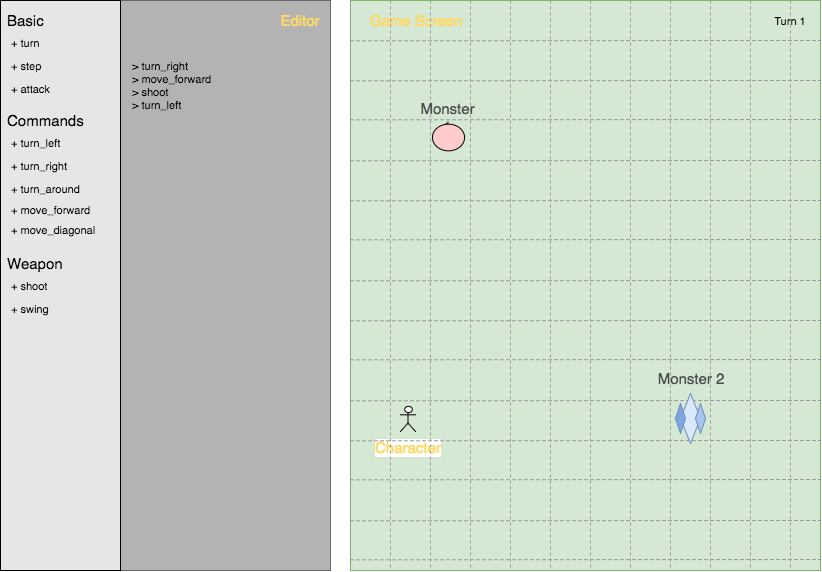 Basic
+ turn
+ step
+ attack
Commands
+ turn_left
+ turn_right
+ turn_around
+ move_forward
+ move_diagonal
Weapon
+ shoot
+ swing
Editor
> turn_right
> move_forward
> shoot
> turn_left
Game Screen
Turn 1
Monster
Monster 2
Character